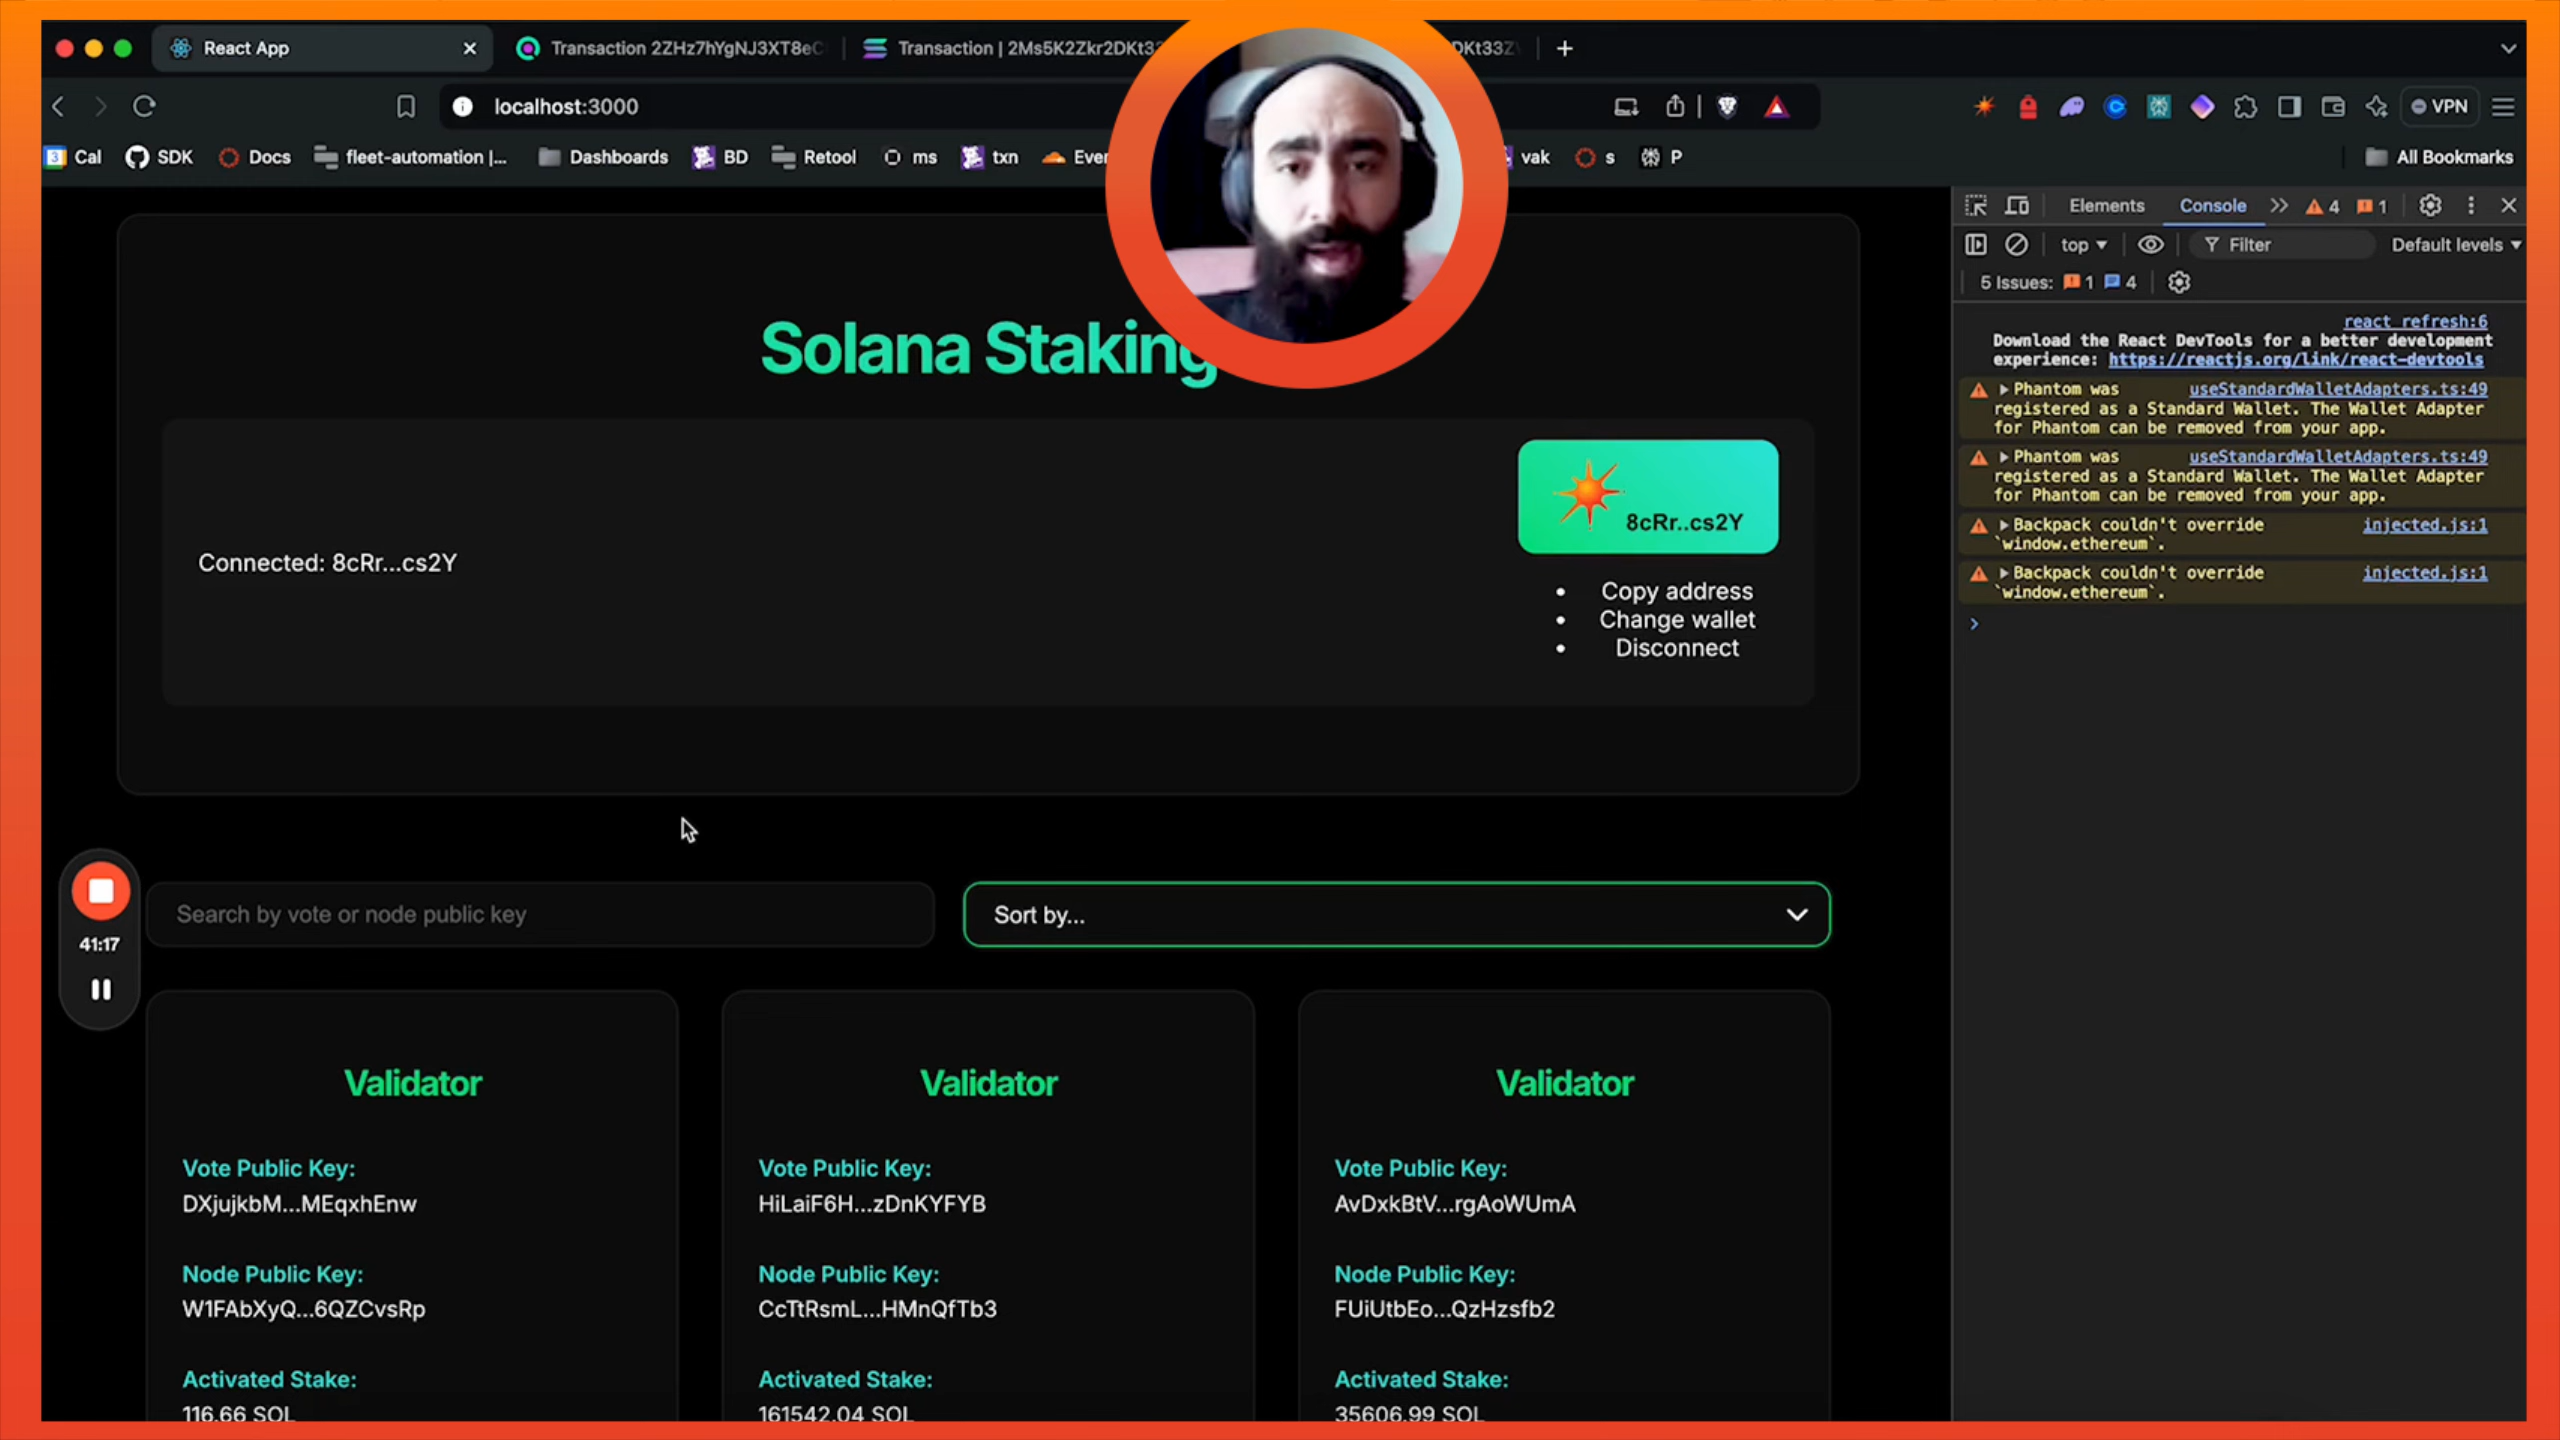 React App
Transaction 2ZHz7hYgNJ3XT8eC
Transaction | 2Ms5K2Zkr2DKt33
DKt33Z
localhost:3000
VPN
Cal
SDK
Docs
fleet-automation |...
Dashboards
BD
Retool
ms
txn
vak
s
P
All Bookmarks
Solana Staking
8cRr..cs2Y
Connected: 8cRr...cs2Y
Copy address
Change wallet
Disconnect
41:17
Search by vote or node public key
Sort by...
Validator
Vote Public Key:
DXjujkbM...MEqxhEnw
Node Public Key:
W1FAbXyQ...6QZCvsRp
Activated Stake:
116.66 SOL
Validator
Vote Public Key:
HiLaiF6H...zDnKYFYB
Node Public Key:
CcTtRsmL...HMnQfTb3
Activated Stake:
161542.04 SOL
Validator
Vote Public Key:
AvDxkBtV...rgAoWUmA
Node Public Key:
FUiUtbEo...QzHzsfb2
Activated Stake:
35606.99 SOL
Elements
Console
4
1
top
Filter
Default levels
5 Issues: 1 4
react refresh:6
Download the React DevTools for a better development
experience: https://reactjs.org/link/react-devtools
Phantom was useStandardWalletAdapters.ts:49
registered as a Standard Wallet. The Wallet Adapter
for Phantom can be removed from your app.
Phantom was useStandardWalletAdapters.ts:49
registered as a Standard Wallet. The Wallet Adapter
for Phantom can be removed from your app.
Backpack couldn't override injected.js:1
`window.ethereum`.
Backpack couldn't override injected.js:1
`window.ethereum`.